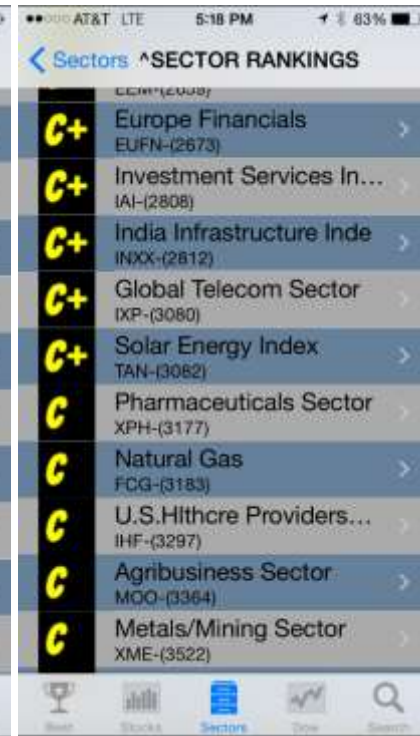 AT&T LTE 5:18 PM 63%
Sectors ^SECTOR RANKINGS
EEM-(2659)
C+ Europe Financials
EUFN-(2673)
C+ Investment Services In...
IAI-(2808)
C+ India Infrastructure Inde
INXX-(2812)
C+ Global Telecom Sector
IXP-(3080)
C+ Solar Energy Index
TAN-(3082)
C Pharmaceuticals Sector
XPH-(3177)
C Natural Gas
FCG-(3183)
C U.S.Hlthcre Providers...
IHF-(3297)
C Agribusiness Sector
MOO-(3364)
C Metals/Mining Sector
XME-(3522)
Best Stocks Sectors Dow Search